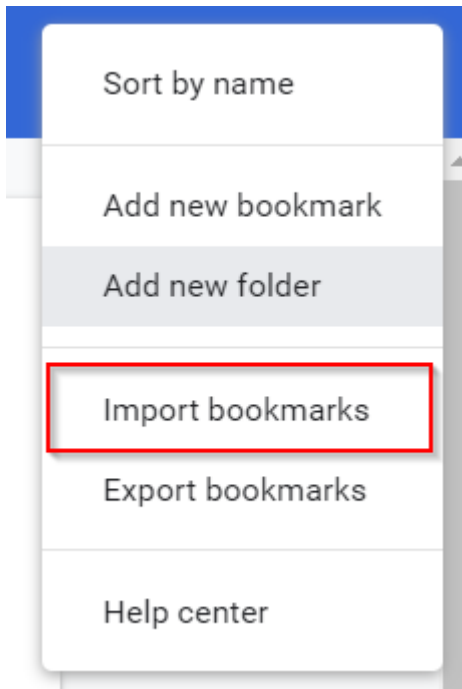 Sort by name
Add new bookmark
Add new folder
Import bookmarks
Export bookmarks
Help center